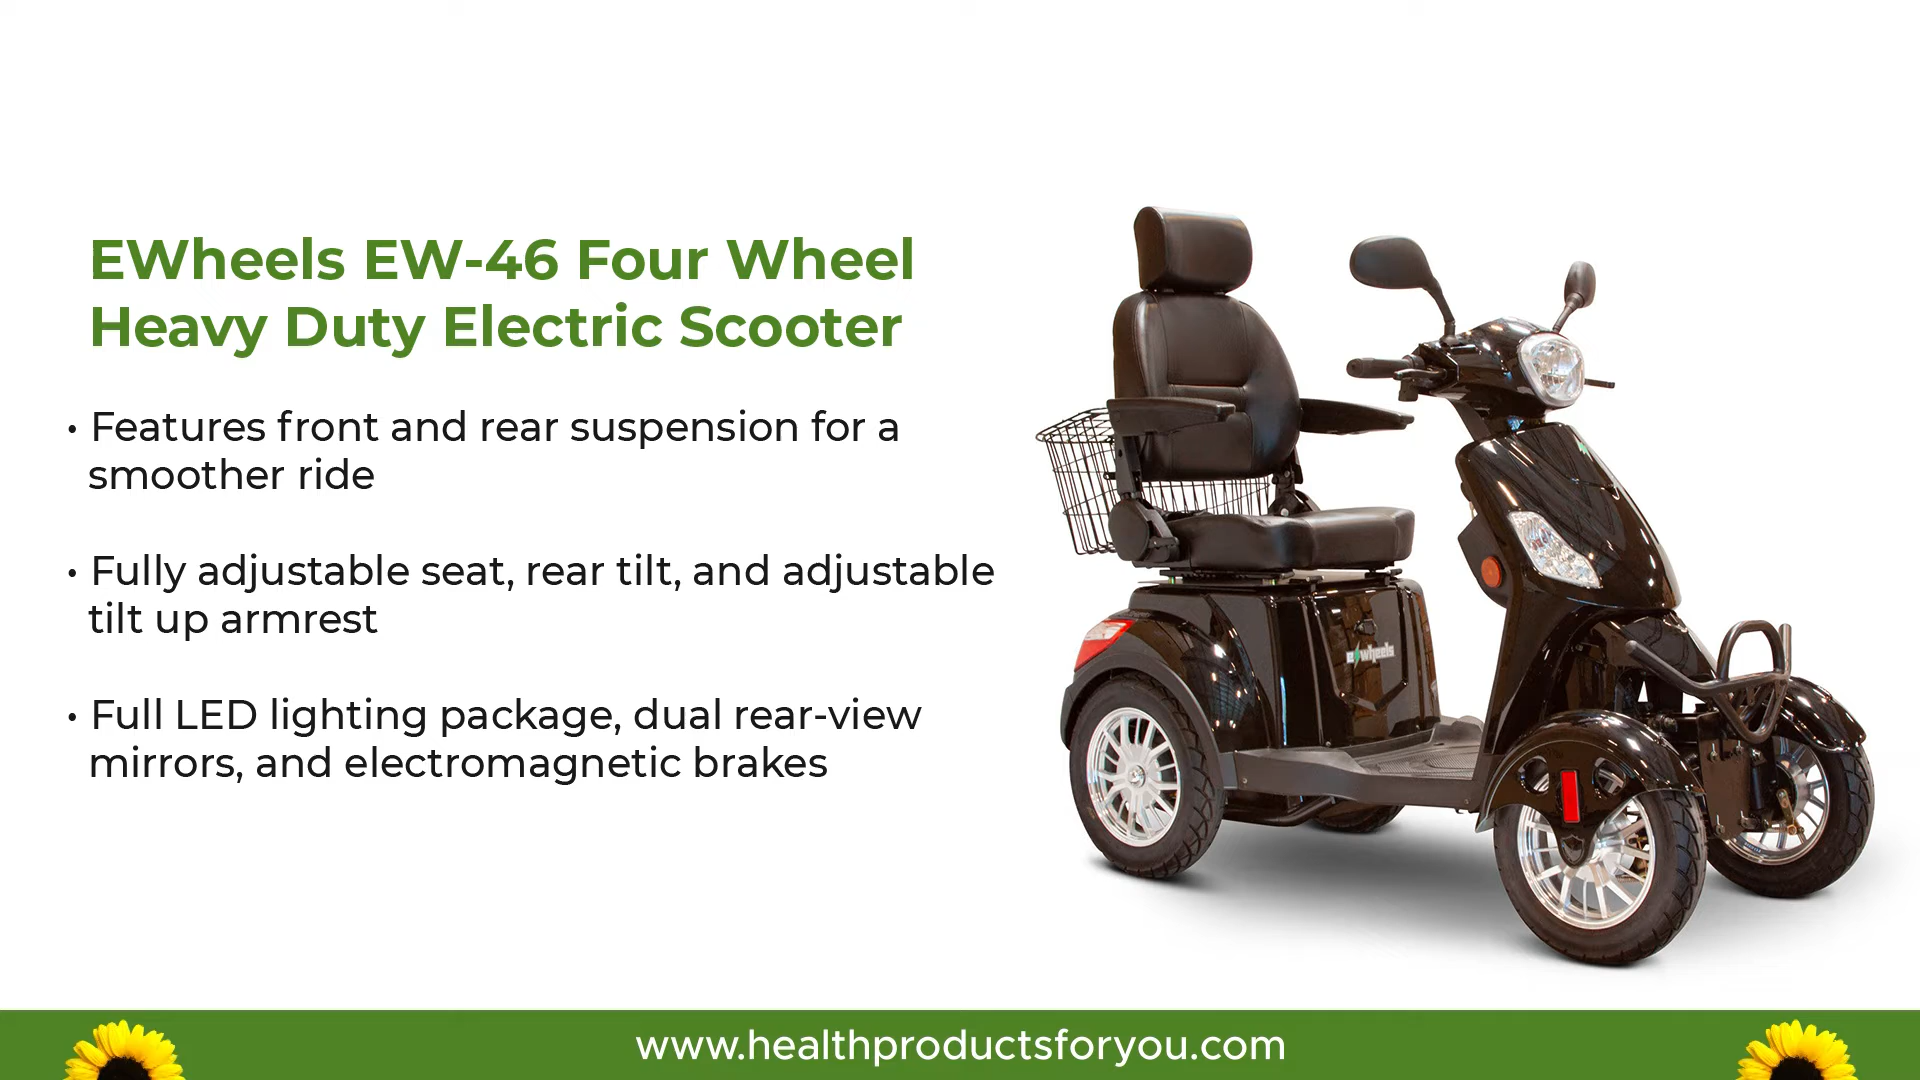 EWheels EW-46 Four Wheel
Heavy Duty Electric Scooter
• Features front and rear suspension for a
smoother ride
• Fully adjustable seat, rear tilt, and adjustable
tilt up armrest
• Full LED lighting package, dual rear-view
mirrors, and electromagnetic brakes
ewheels
www.healthproductsforyou.com